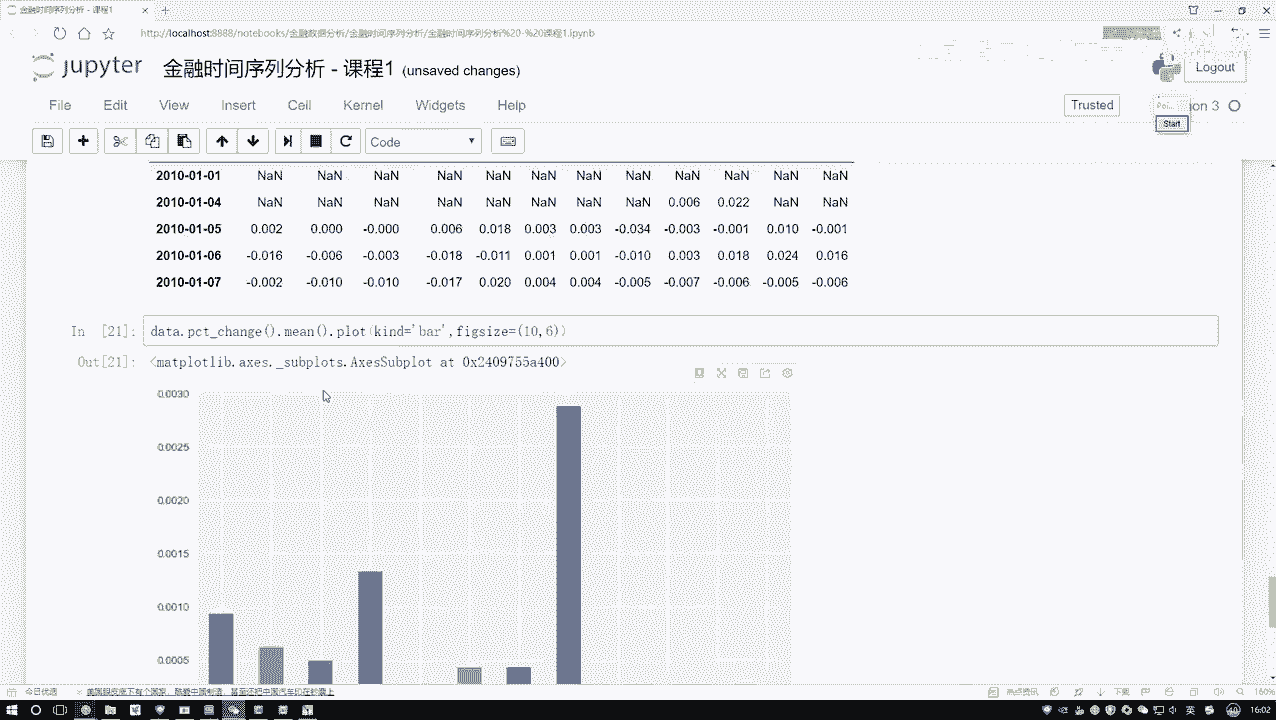 金融时间序列分析 - 课程1
http://localhost:8888/notebooks/金融数据分析/金融时间序列分析/金融时间序列分析%20-%20课程1.ipynb
jupyter 金融时间序列分析 - 课程1 (unsaved changes)
Logout
File Edit View Insert Cell Kernel Widgets Help
Trusted
on 3
Start
Code
2010-01-01 NaN NaN NaN NaN NaN NaN NaN NaN NaN NaN NaN NaN
2010-01-04 NaN NaN NaN NaN NaN NaN NaN NaN 0.006 0.022 NaN NaN
2010-01-05 0.002 0.000 -0.000 0.006 0.018 0.003 0.003 -0.034 -0.003 -0.001 0.010 -0.001
2010-01-06 -0.016 -0.006 -0.003 -0.018 -0.011 0.001 0.001 -0.010 0.003 0.018 0.024 0.016
2010-01-07 -0.002 -0.010 -0.010 -0.017 0.020 0.004 0.004 -0.005 -0.007 -0.006 -0.005 -0.006
In [21]: data.pct_change().mean().plot(kind='bar',figsize=(10,6))
Out[21]: <matplotlib.axes._subplots.AxesSubplot at 0x2409755a400>
0.0030
0.0025
0.0020
0.0015
0.0010
0.0005
今日优选
热点资讯
下载
160%
英
16:02